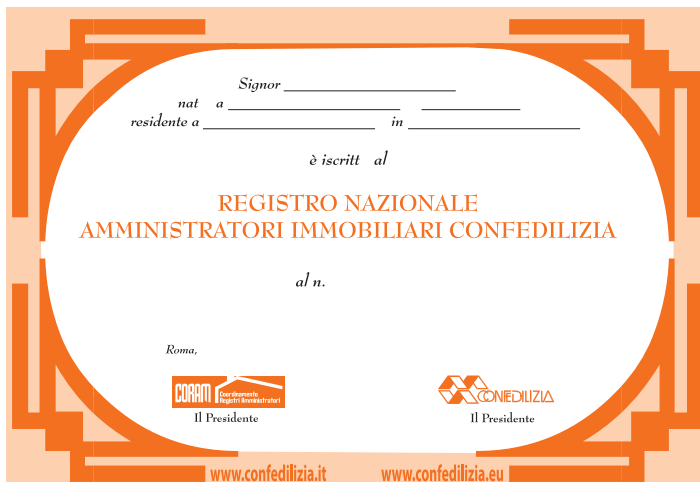 Signor
nat a
residente a in
è iscritt al
REGISTRO NAZIONALE
AMMINISTRATORI IMMOBILIARI CONFEDILIZIA
al n.
Roma,
CORAM Coordinamento
Registri Amministratori
CONFEDILIZIA
Il Presidente Il Presidente
www.confedilizia.it www.confedilizia.eu